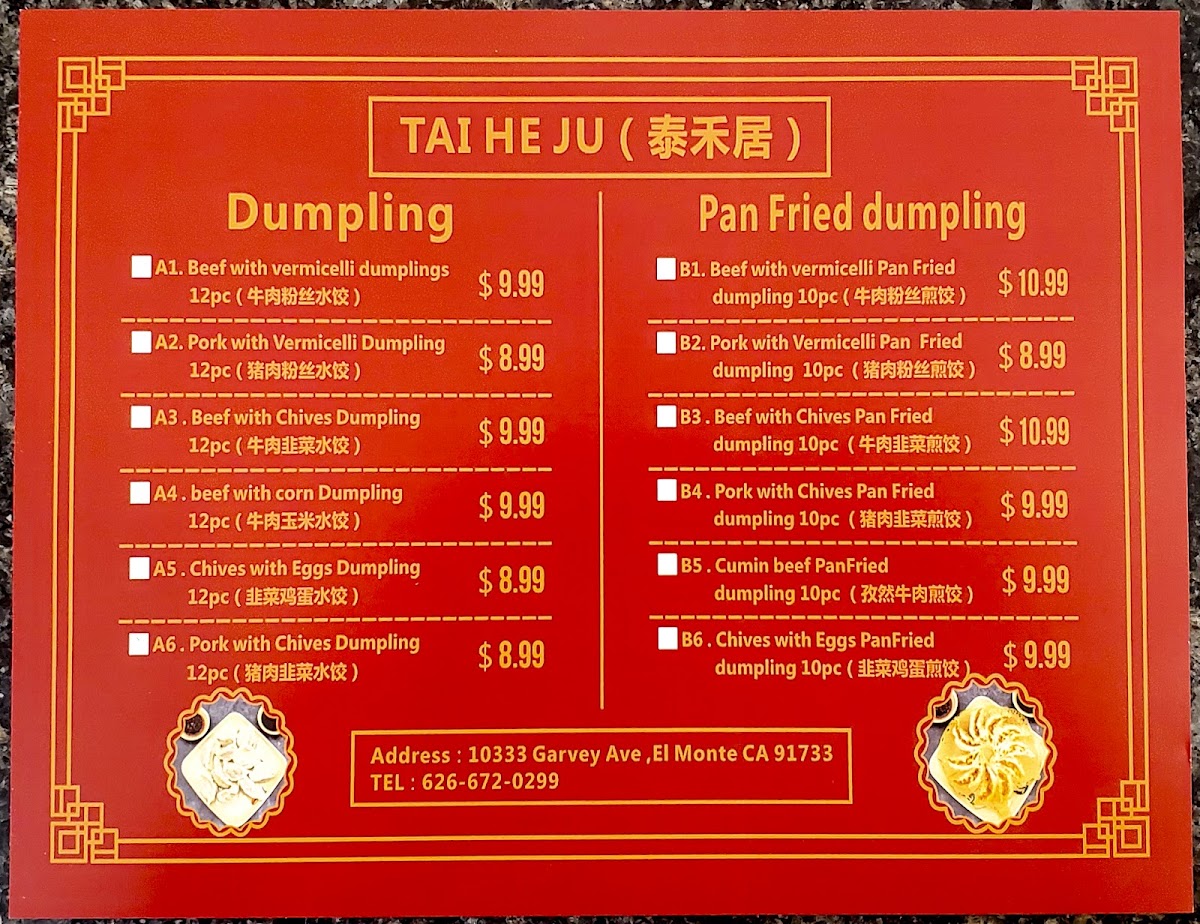 TAI HE JU ( 泰禾居 )
Dumpling
A1. Beef with vermicelli dumplings
12pc ( 牛肉粉丝水饺 )
$ 9.99
A2. Pork with Vermicelli Dumpling
12pc ( 猪肉粉丝水饺 )
$ 8.99
A3 . Beef with Chives Dumpling
12pc ( 牛肉韭菜水饺 )
$ 9.99
A4 . beef with corn Dumpling
12pc ( 牛肉玉米水饺 )
$ 9.99
A5 . Chives with Eggs Dumpling
12pc ( 韭菜鸡蛋水饺 )
$ 8.99
A6 . Pork with Chives Dumpling
12pc ( 猪肉韭菜水饺 )
$ 8.99
Pan Fried dumpling
B1. Beef with vermicelli Pan Fried
dumpling 10pc ( 牛肉粉丝煎饺 )
$ 10.99
B2. Pork with Vermicelli Pan Fried
dumpling 10pc ( 猪肉粉丝煎饺 )
$ 8.99
B3 . Beef with Chives Pan Fried
dumpling 10pc ( 牛肉韭菜煎饺 )
$ 10.99
B4 . Pork with Chives Pan Fried
dumpling 10pc ( 猪肉韭菜煎饺 )
$ 9.99
B5 . Cumin beef PanFried
dumpling 10pc ( 孜然牛肉煎饺 )
$ 9.99
B6 . Chives with Eggs PanFried
dumpling 10pc ( 韭菜鸡蛋煎饺 )
$ 9.99
Address : 10333 Garvey Ave ,El Monte CA 91733
TEL : 626-672-0299